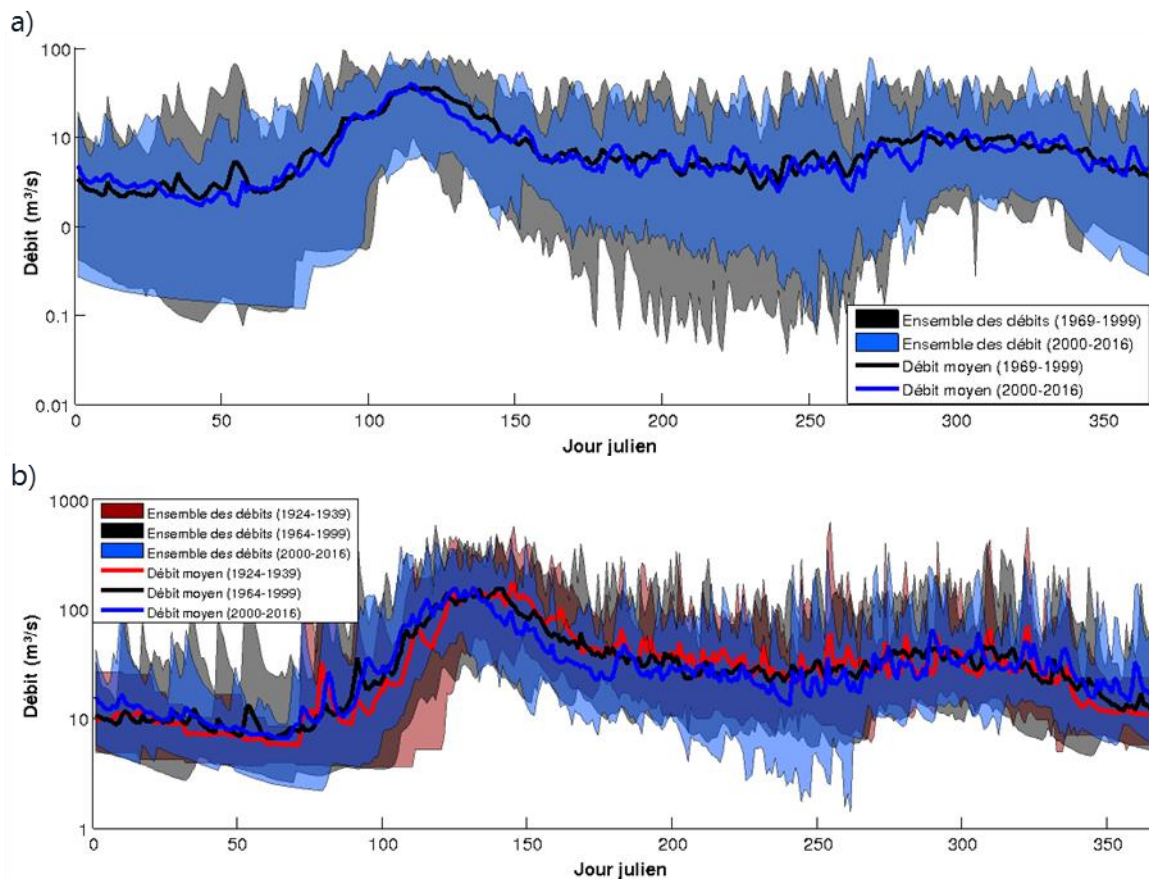 a)
100
10
0
0.1
0.01
Débit (m³/s)
0 50 100 150 200 250 300 350
Jour julien
Ensemble des débits (1969-1999)
Ensemble des débit (2000-2016)
Débit moyen (1969-1999)
Débit moyen (2000-2016)
b)
1000
100
10
1
Débit (m³/s)
0 50 100 150 200 250 300 350
Jour julien
Ensemble des débits (1924-1939)
Ensemble des débits (1964-1999)
Ensemble des débits (2000-2016)
Débit moyen (1924-1939)
Débit moyen (1964-1999)
Débit moyen (2000-2016)